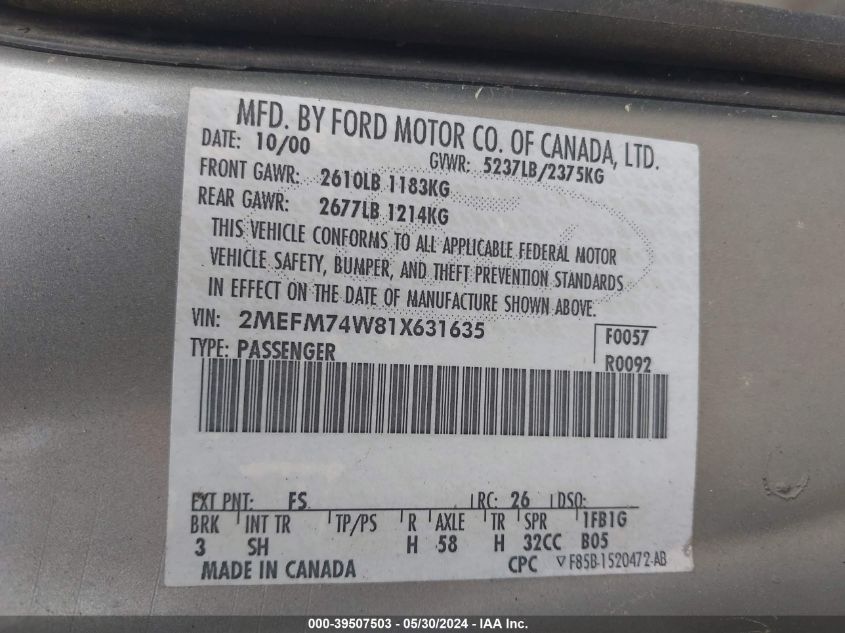 MFD. BY FORD MOTOR CO. OF CANADA, LTD.
DATE: 10/00 GVWR: 5237LB/2375KG
FRONT GAWR: 2610LB 1183KG
REAR GAWR: 2677LB 1214KG
THIS VEHICLE CONFORMS TO ALL APPLICABLE FEDERAL MOTOR
VEHICLE SAFETY, BUMPER, AND THEFT PREVENTION STANDARDS
IN EFFECT ON THE DATE OF MANUFACTURE SHOWN ABOVE.
VIN: 2MEFM74W81X631635 F0057
TYPE: PASSENGER R0092
EXT PNT: FS RC: 26 DSO:
BRK INT TR TP/PS R AXLE TR SPR 1FB1G
3 SH H 58 H 32CC B05
MADE IN CANADA CPC F85B-1520472-AB
000-39507503 - 05/30/2024 - IAA Inc.